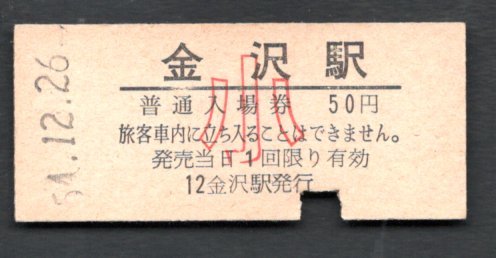 金沢駅
小
普通入場券 50円
旅客車内に立ち入ることはできません。
発売当日1回限り有効
12金沢駅発行
54.12.26